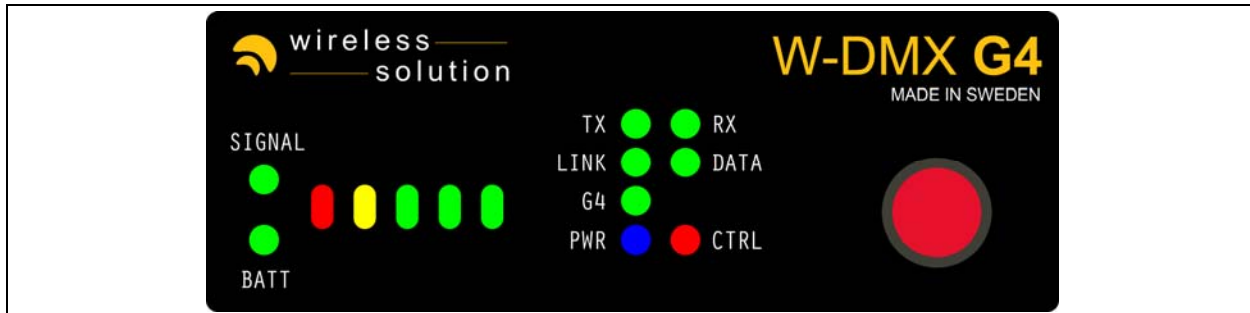 wireless
solution
W-DMX G4
MADE IN SWEDEN
SIGNAL
BATT
TX RX
LINK DATA
G4
PWR CTRL